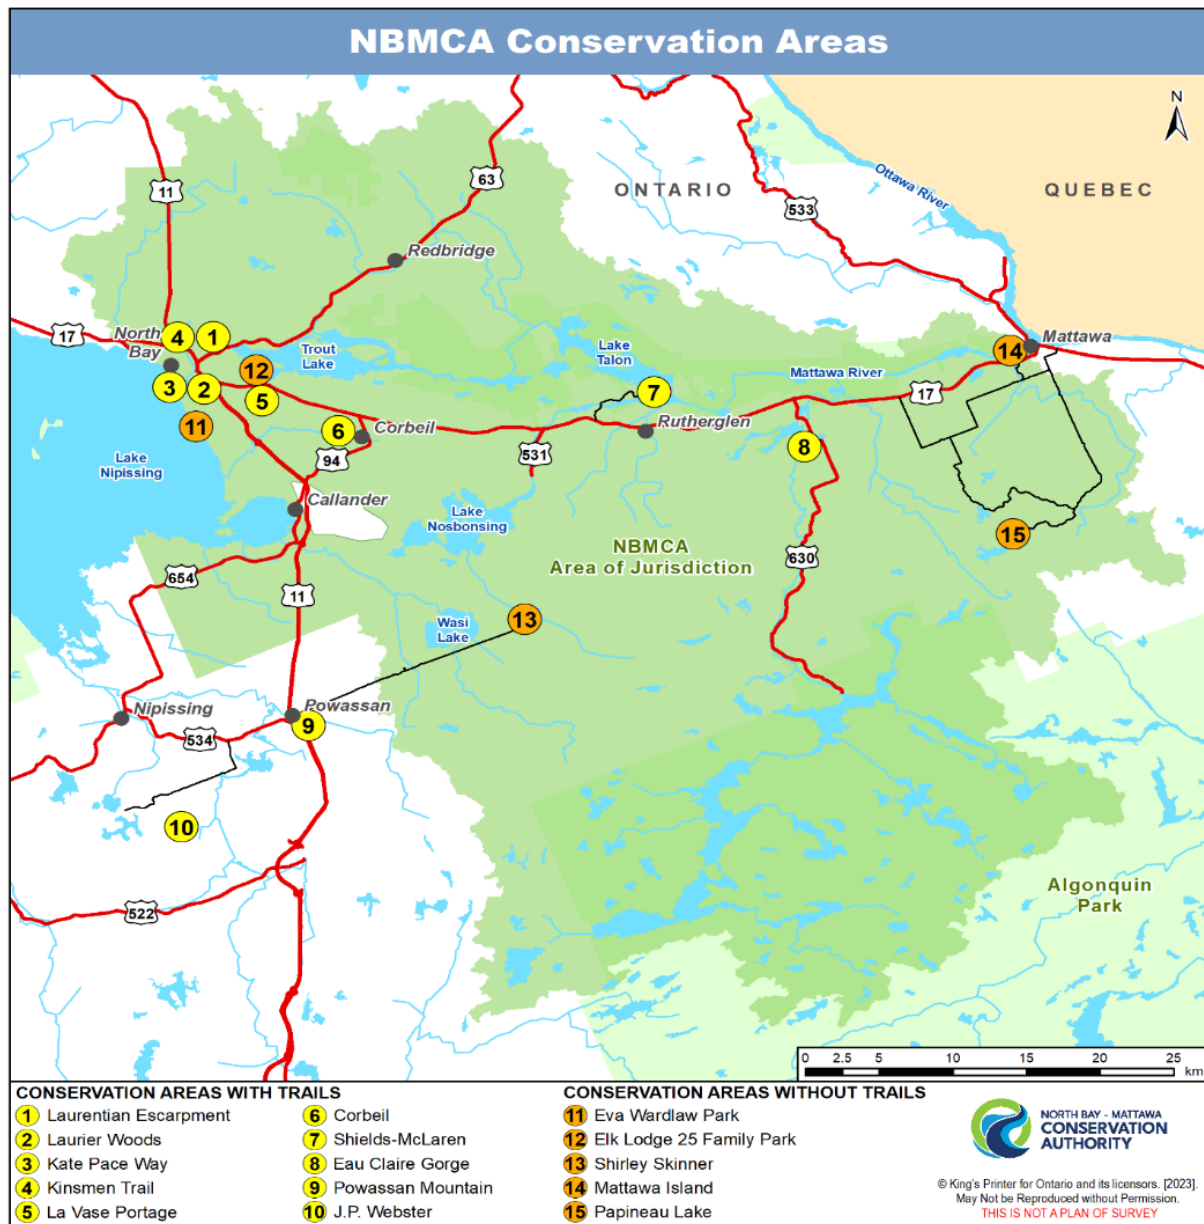 NBMCA Conservation Areas
N
ONTARIO
QUEBEC
Ottawa River
11
63
533
Redbridge
17
North
Bay
4
1
Trout
Lake
Lake
Talon
Mattawa
14
Mattawa River
12
3
2
5
7
17
11
6
Corbeil
Rutherglen
8
94
531
Lake
Nipissing
Callander
Lake
Nosbonsing
15
NBMCA
Area of Jurisdiction
630
654
11
Wasi
Lake
13
Nipissing
Powassan
9
534
10
522
Algonquin
Park
0 2.5 5 10 15 20 25
km
CONSERVATION AREAS WITH TRAILS
1 Laurentian Escarpment
2 Laurier Woods
3 Kate Pace Way
4 Kinsmen Trail
5 La Vase Portage
6 Corbeil
7 Shields-McLaren
8 Eau Claire Gorge
9 Powassan Mountain
10 J.P. Webster
CONSERVATION AREAS WITHOUT TRAILS
11 Eva Wardlaw Park
12 Elk Lodge 25 Family Park
13 Shirley Skinner
14 Mattawa Island
15 Papineau Lake
NORTH BAY - MATTAWA
CONSERVATION
AUTHORITY
© King's Printer for Ontario and its licensors. [2023].
May Not be Reproduced without Permission.
THIS IS NOT A PLAN OF SURVEY